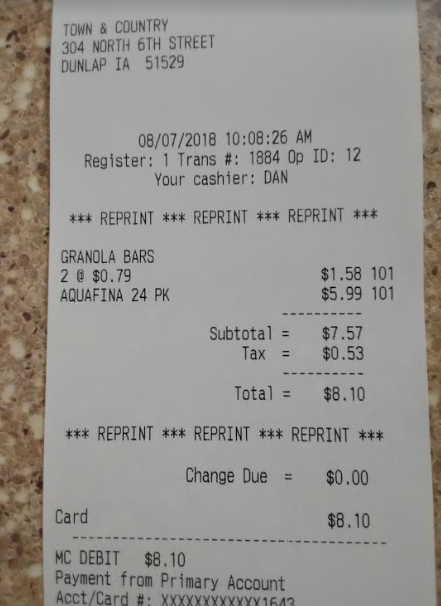 TOWN & COUNTRY
304 NORTH 6TH STREET
DUNLAP IA 51529
08/07/2018 10:08:26 AM
Register: 1 Trans #: 1884 Op ID: 12
Your cashier: DAN
*** REPRINT *** REPRINT *** REPRINT ***
GRANOLA BARS
2 @ $0.79 $1.58 101
AQUAFINA 24 PK $5.99 101
----------
Subtotal = $7.57
Tax = $0.53
----------
Total = $8.10
*** REPRINT *** REPRINT *** REPRINT ***
Change Due = $0.00
Card $8.10
---------------------------------------
MC DEBIT $8.10
Payment from Primary Account
Acct/Card #: XXXXXXXXXXXX1643